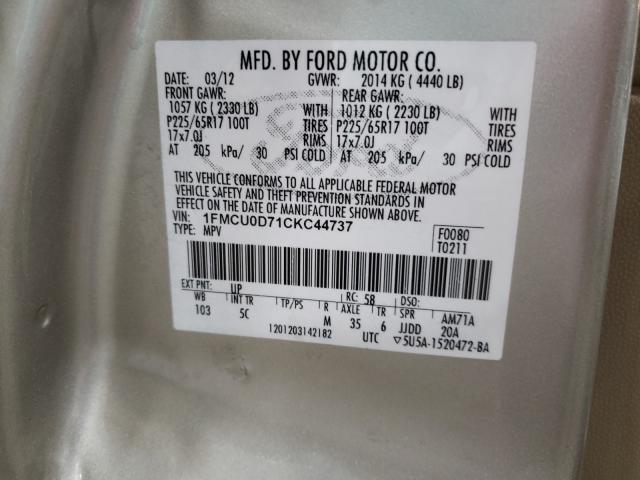 MFD. BY FORD MOTOR CO.
DATE: 03/12 GVWR: 2014 KG (4440 LB)
FRONT GAWR: REAR GAWR:
1057 KG (2330 LB) WITH 1012 KG (2230 LB) WITH
P225/65R17 100T TIRES P225/65R17 100T TIRES
17x7.0J RIMS 17x7.0J RIMS
AT 205 kPa/ 30 PSI COLD AT 205 kPa/ 30 PSI COLD
THIS VEHICLE CONFORMS TO ALL APPLICABLE FEDERAL MOTOR
VEHICLE SAFETY AND THEFT PREVENTION STANDARDS IN EFFECT
ON THE DATE OF MANUFACTURE SHOWN ABOVE.
VIN: 1FMCU0D71CKC44737 F0080
TYPE: MPV T0211
EXT PNT: UP RC: 58 DSO:
WB INT TR TP/PS R AXLE TR SPR AM71A
103 5C M 35 6 JJDD 20A
1201203142182 UTC ▽5U5A-1520472-BA
Ford